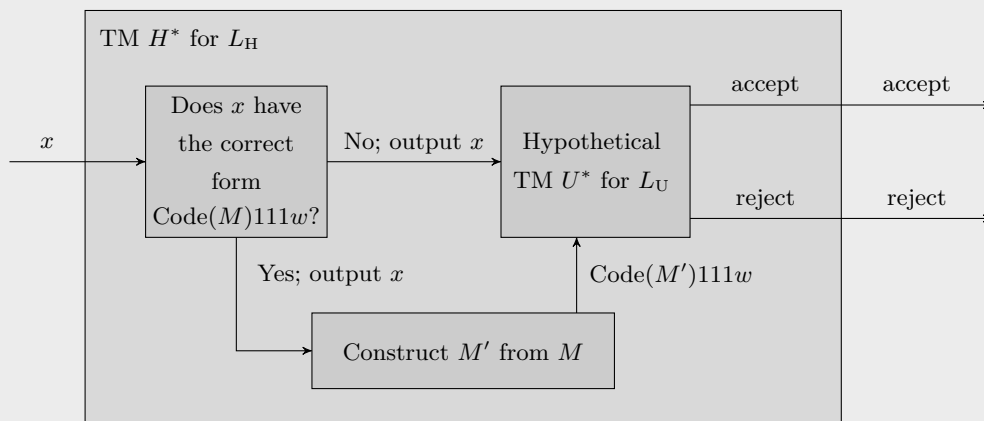 TM H* for L_H
x
Does x have
the correct
form
Code(M)111w?
No; output x
Hypothetical
TM U* for L_U
accept
accept
reject
reject
Yes; output x
Code(M′)111w
Construct M′ from M